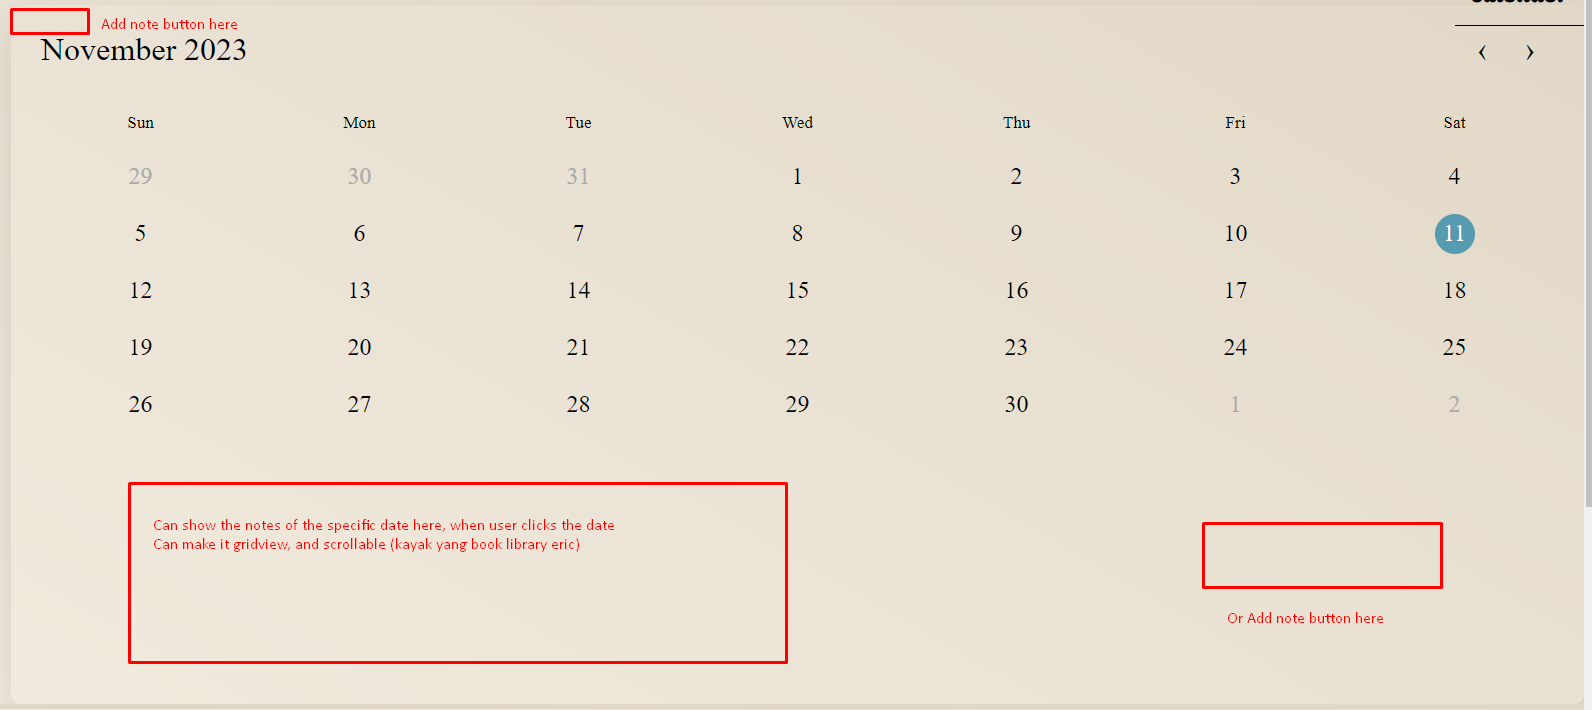 Add note button here
November 2023
‹ ›
Sun Mon Tue Wed Thu Fri Sat
29 30 31 1 2 3 4
5 6 7 8 9 10 11
12 13 14 15 16 17 18
19 20 21 22 23 24 25
26 27 28 29 30 1 2
Can show the notes of the specific date here, when user clicks the date
Can make it gridview, and scrollable (kayak yang book library eric)
Or Add note button here